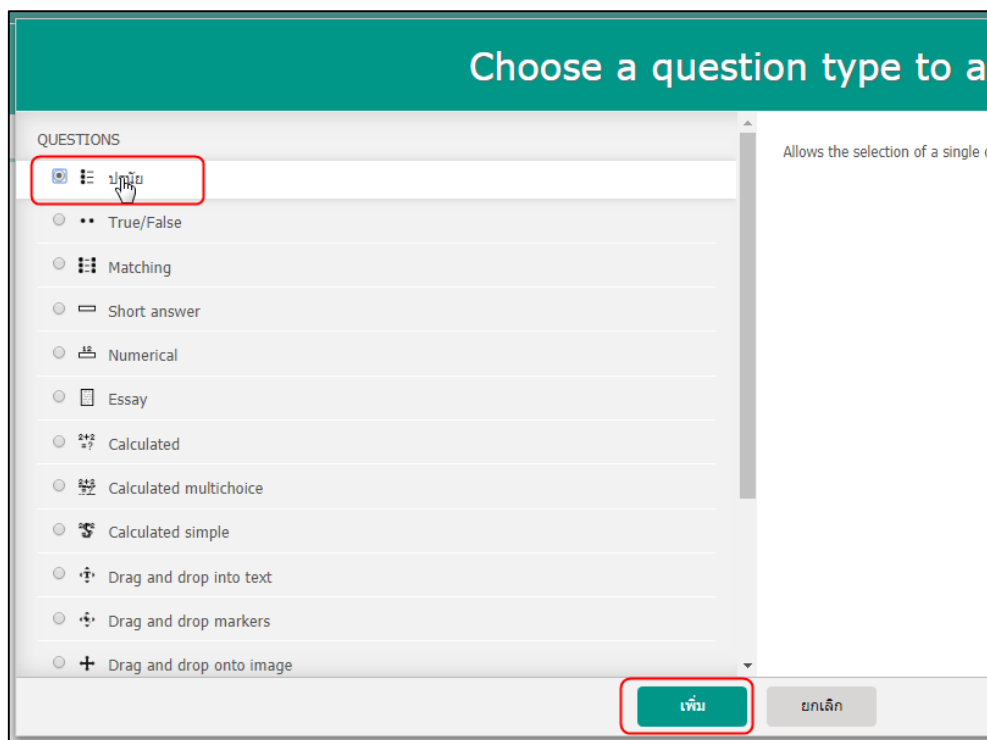 Choose a question type to a
QUESTIONS
Allows the selection of a single
ปรนัย
True/False
Matching
Short answer
Numerical
Essay
Calculated
Calculated multichoice
Calculated simple
Drag and drop into text
Drag and drop markers
Drag and drop onto image
เพิ่ม
ยกเลิก